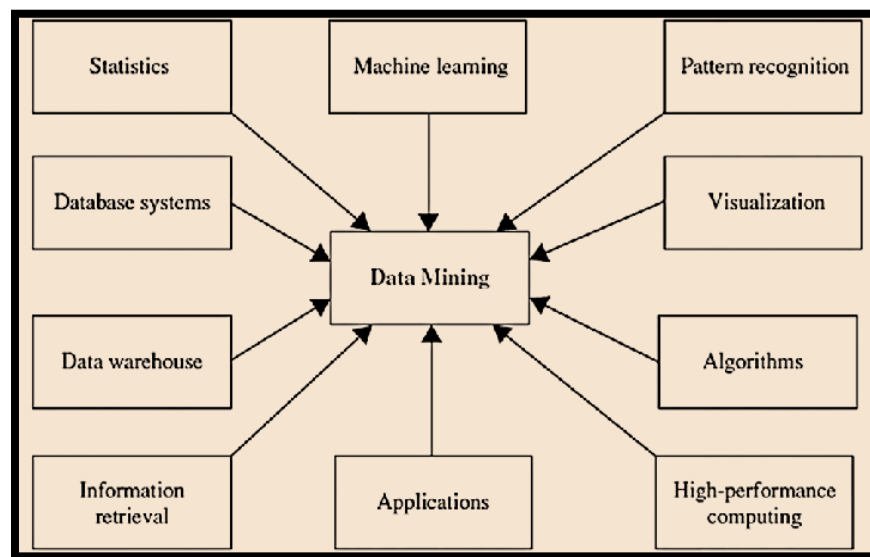 Statistics
Machine learning
Pattern recognition
Database systems
Visualization
Data Mining
Data warehouse
Algorithms
Information
retrieval
Applications
High-performance
computing